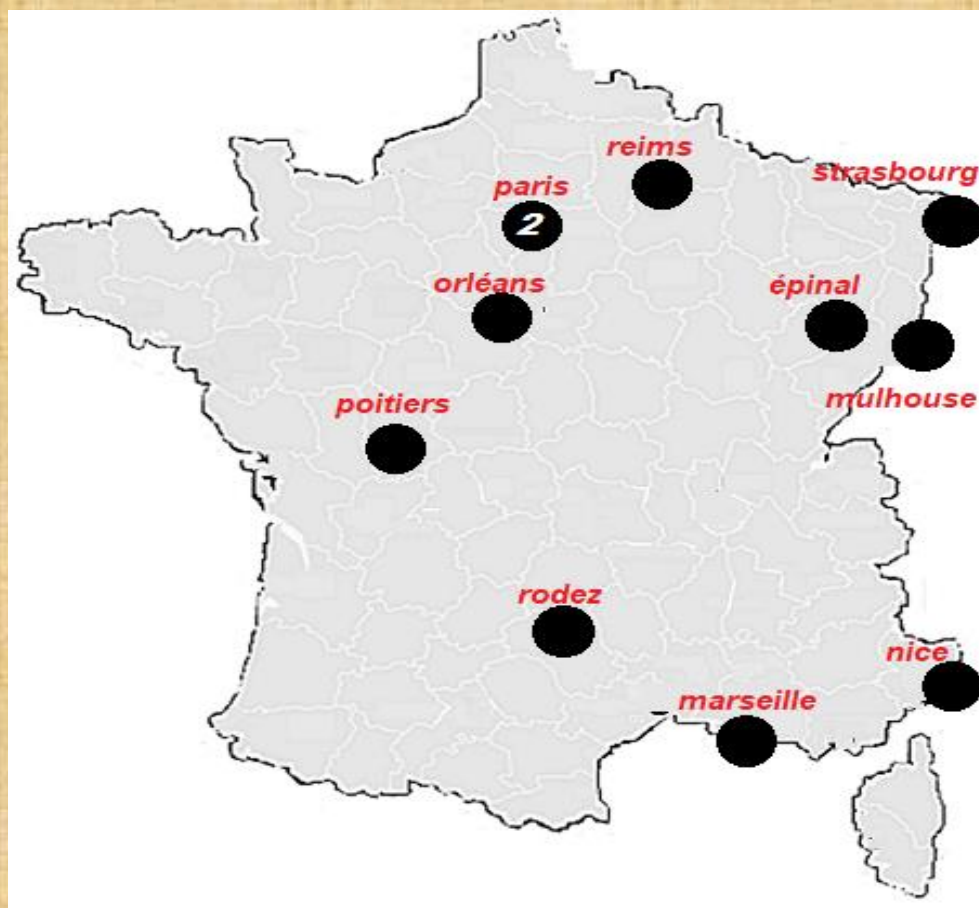 reims
strasbourg
paris
2
orléans
épinal
poitiers
mulhouse
rodez
nice
marseille